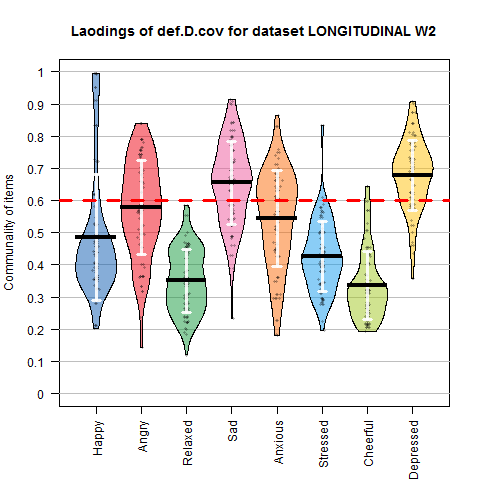 Laodings of def.D.cov for dataset LONGITUDINAL W2
Communality of items
1
0.9
0.8
0.7
0.6
0.5
0.4
0.3
0.2
0.1
0
Happy
Angry
Relaxed
Sad
Anxious
Stressed
Cheerful
Depressed